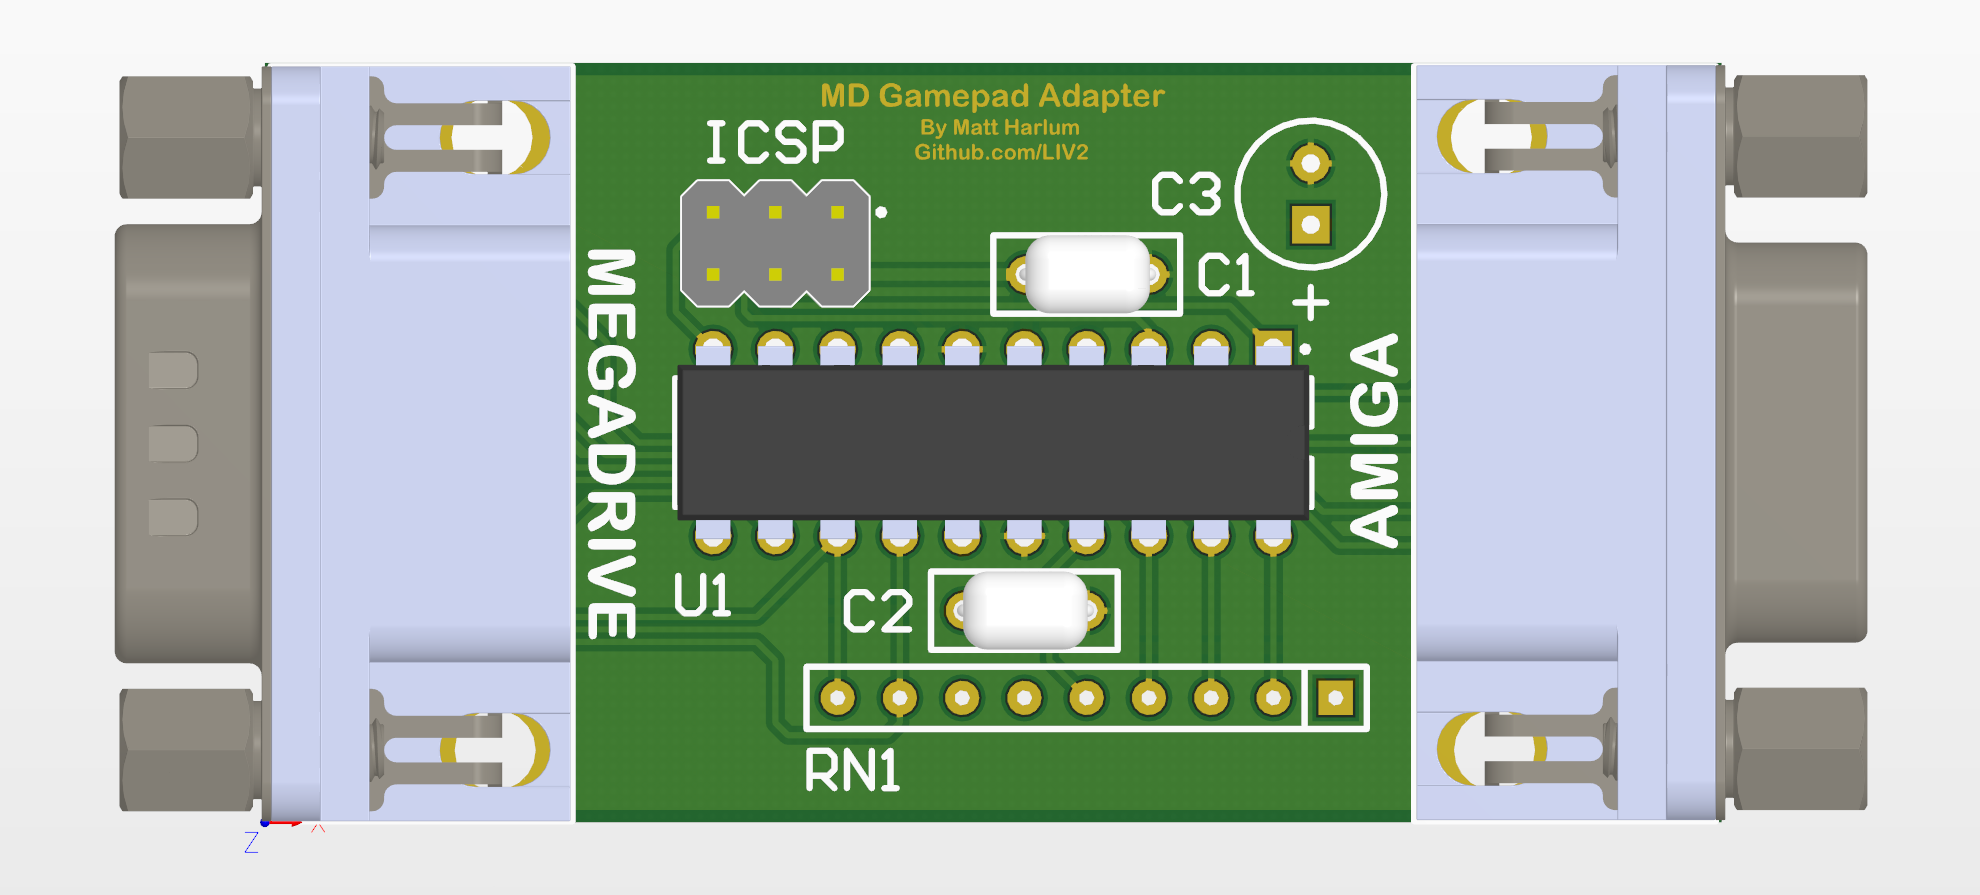 MD Gamepad Adapter
By Matt Harlum
Github.com/LIV2
ICSP
C3
C1
+
MEGADRIVE
AMIGA
U1
C2
RN1
Z
X